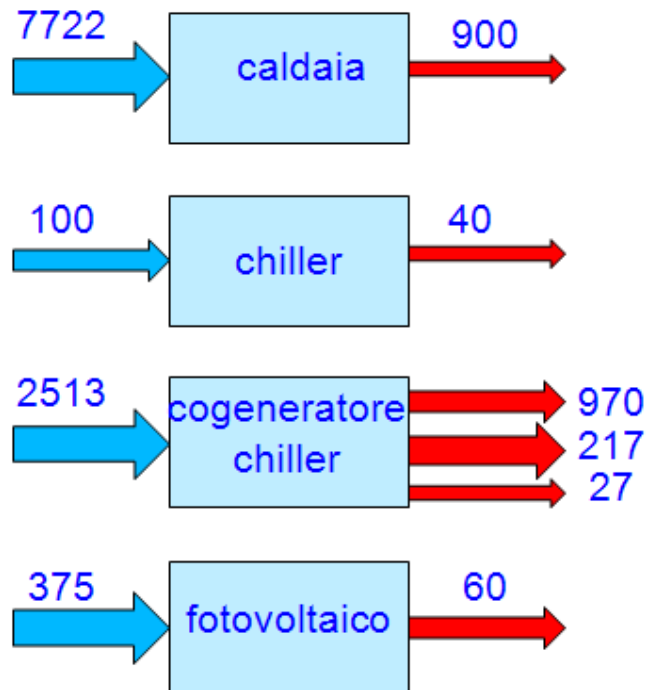 7722
caldaia
900
100
chiller
40
2513
cogeneratore
chiller
970
217
27
375
fotovoltaico
60